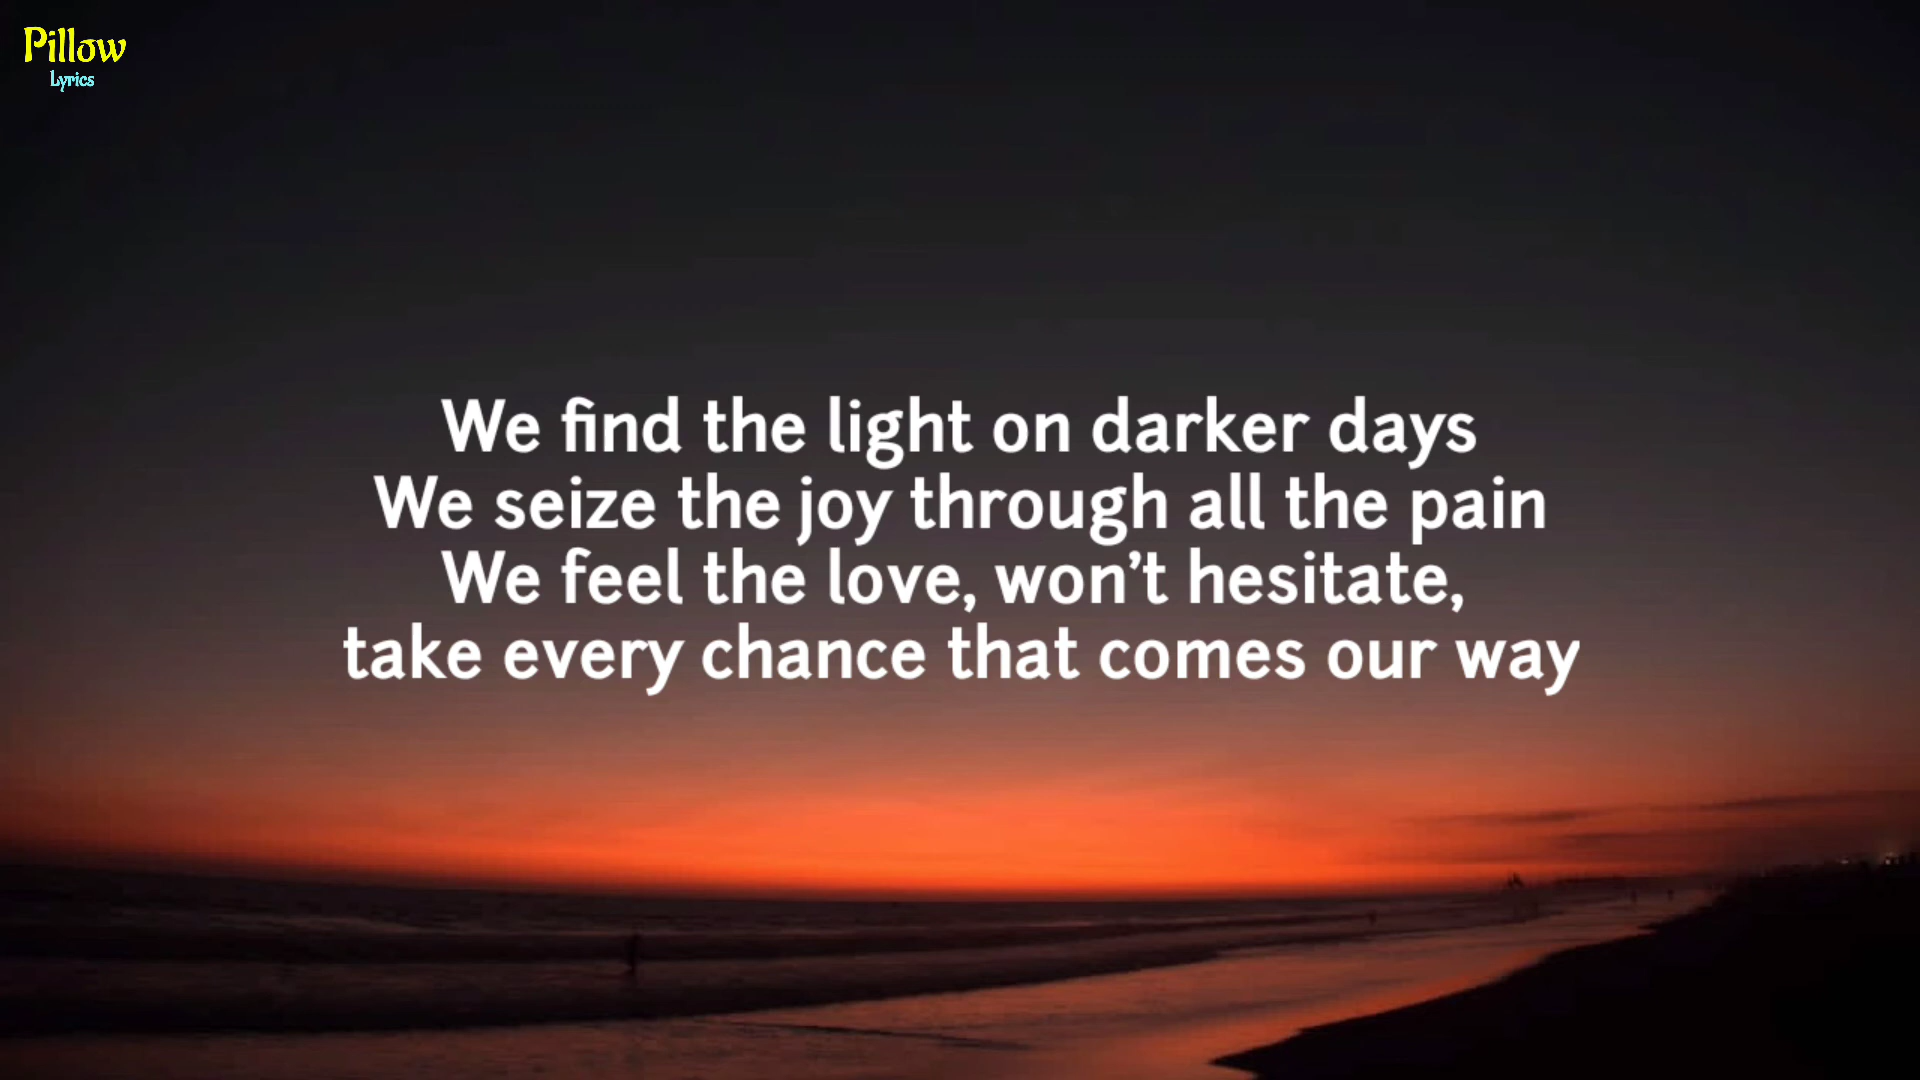 Pillow
Lyrics
We find the light on darker days
We seize the joy through all the pain
We feel the love, won't hesitate,
take every chance that comes our way